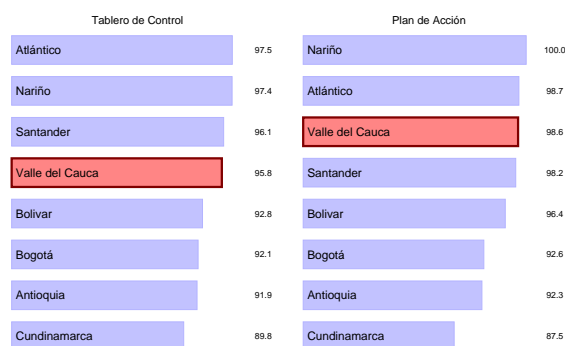 Tablero de Control
Atlántico 97.5
Nariño 97.4
Santander 96.1
Valle del Cauca 95.8
Bolivar 92.8
Bogotá 92.1
Antioquia 91.9
Cundinamarca 89.8
Plan de Acción
Nariño 100.0
Atlántico 98.7
Valle del Cauca 98.6
Santander 98.2
Bolivar 96.4
Bogotá 92.6
Antioquia 92.3
Cundinamarca 87.5